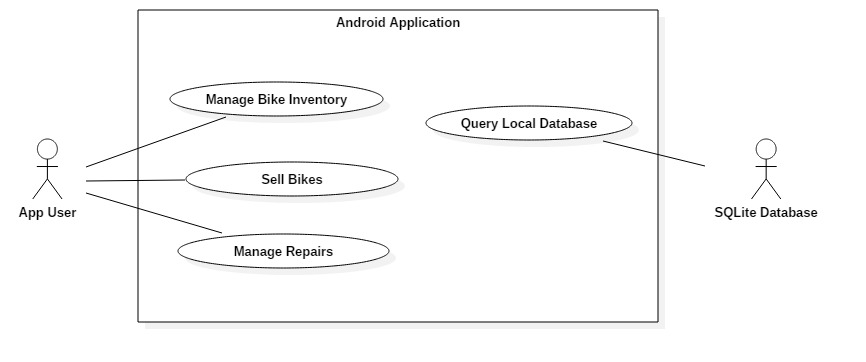 Android Application
Manage Bike Inventory
Query Local Database
Sell Bikes
App User
SQLite Database
Manage Repairs